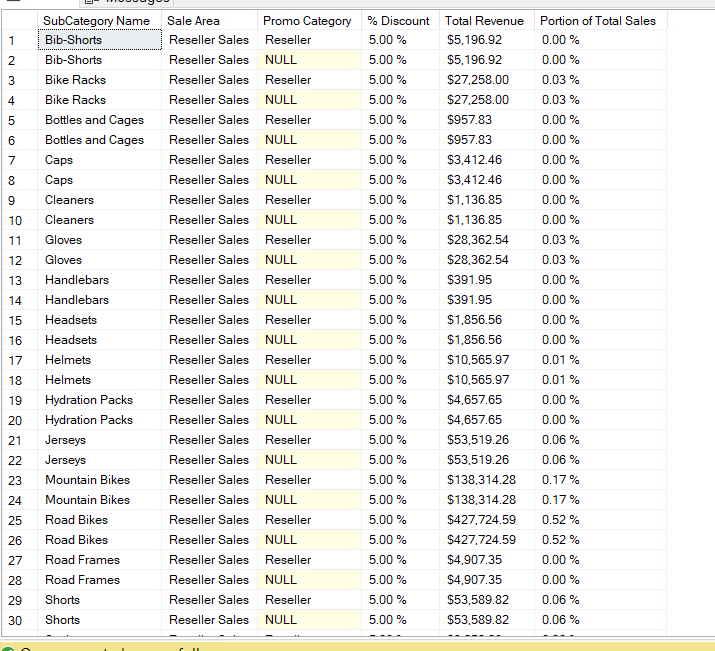 Messages
SubCategory Name Sale Area Promo Category % Discount Total Revenue Portion of Total Sales
1 Bib-Shorts Reseller Sales Reseller 5.00 % $5,196.92 0.00 %
2 Bib-Shorts Reseller Sales NULL 5.00 % $5,196.92 0.00 %
3 Bike Racks Reseller Sales Reseller 5.00 % $27,258.00 0.03 %
4 Bike Racks Reseller Sales NULL 5.00 % $27,258.00 0.03 %
5 Bottles and Cages Reseller Sales Reseller 5.00 % $957.83 0.00 %
6 Bottles and Cages Reseller Sales NULL 5.00 % $957.83 0.00 %
7 Caps Reseller Sales Reseller 5.00 % $3,412.46 0.00 %
8 Caps Reseller Sales NULL 5.00 % $3,412.46 0.00 %
9 Cleaners Reseller Sales Reseller 5.00 % $1,136.85 0.00 %
10 Cleaners Reseller Sales NULL 5.00 % $1,136.85 0.00 %
11 Gloves Reseller Sales Reseller 5.00 % $28,362.54 0.03 %
12 Gloves Reseller Sales NULL 5.00 % $28,362.54 0.03 %
13 Handlebars Reseller Sales Reseller 5.00 % $391.95 0.00 %
14 Handlebars Reseller Sales NULL 5.00 % $391.95 0.00 %
15 Headsets Reseller Sales Reseller 5.00 % $1,856.56 0.00 %
16 Headsets Reseller Sales NULL 5.00 % $1,856.56 0.00 %
17 Helmets Reseller Sales Reseller 5.00 % $10,565.97 0.01 %
18 Helmets Reseller Sales NULL 5.00 % $10,565.97 0.01 %
19 Hydration Packs Reseller Sales Reseller 5.00 % $4,657.65 0.00 %
20 Hydration Packs Reseller Sales NULL 5.00 % $4,657.65 0.00 %
21 Jerseys Reseller Sales Reseller 5.00 % $53,519.26 0.06 %
22 Jerseys Reseller Sales NULL 5.00 % $53,519.26 0.06 %
23 Mountain Bikes Reseller Sales Reseller 5.00 % $138,314.28 0.17 %
24 Mountain Bikes Reseller Sales NULL 5.00 % $138,314.28 0.17 %
25 Road Bikes Reseller Sales Reseller 5.00 % $427,724.59 0.52 %
26 Road Bikes Reseller Sales NULL 5.00 % $427,724.59 0.52 %
27 Road Frames Reseller Sales Reseller 5.00 % $4,907.35 0.00 %
28 Road Frames Reseller Sales NULL 5.00 % $4,907.35 0.00 %
29 Shorts Reseller Sales Reseller 5.00 % $53,589.82 0.06 %
30 Shorts Reseller Sales NULL 5.00 % $53,589.82 0.06 %